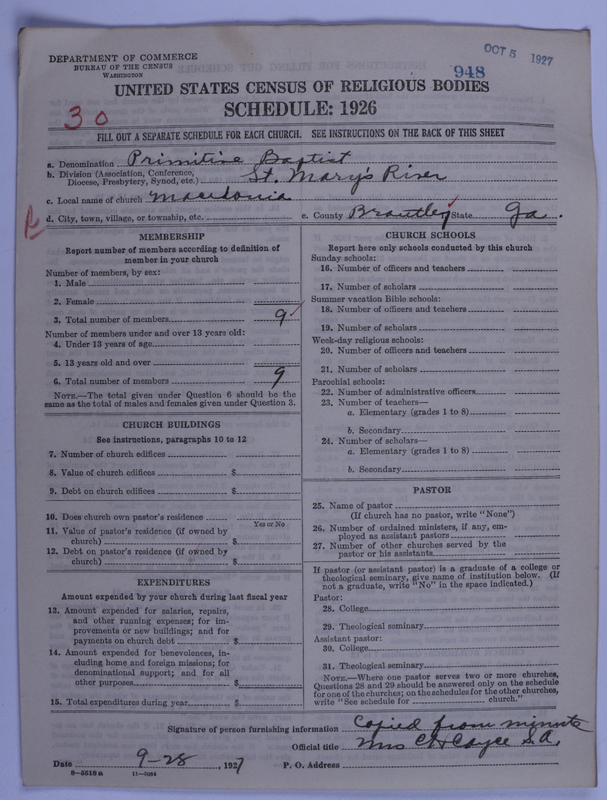 DEPARTMENT OF COMMERCE
BUREAU OF THE CENSUS
WASHINGTON
OCT 5 1927
948
UNITED STATES CENSUS OF RELIGIOUS BODIES
SCHEDULE: 1926
30
FILL OUT A SEPARATE SCHEDULE FOR EACH CHURCH. SEE INSTRUCTIONS ON THE BACK OF THIS SHEET
a. Denomination Primitive Baptist
b. Division (Association, Conference, Diocese, Presbytery, Synod, etc.) St. Mary's River
c. Local name of church Macedonia
d. City, town, village, or township, etc. e. County Brantley State Ga.
R
MEMBERSHIP
Report number of members according to definition of
member in your church
Number of members, by sex:
1. Male
2. Female
3. Total number of members 9
Number of members under and over 13 years old:
4. Under 13 years of age
5. 13 years old and over
6. Total number of members 9
NOTE.—The total given under Question 6 should be the
same as the total of males and females given under Question 3.
CHURCH BUILDINGS
See instructions, paragraphs 10 to 12
7. Number of church edifices
8. Value of church edifices $
9. Debt on church edifices $
10. Does church own pastor's residence
Yes or No
11. Value of pastor's residence (if owned by
church) $
12. Debt on pastor's residence (if owned by
church) $
EXPENDITURES
Amount expended by your church during last fiscal year
13. Amount expended for salaries, repairs,
and other running expenses; for im-
provements or new buildings; and for
payments on church debt $
14. Amount expended for benevolences, in-
cluding home and foreign missions; for
denominational support; and for all
other purposes $
15. Total expenditures during year $
CHURCH SCHOOLS
Report here only schools conducted by this church
Sunday schools:
16. Number of officers and teachers
17. Number of scholars
Summer vacation Bible schools:
18. Number of officers and teachers
19. Number of scholars
Week-day religious schools:
20. Number of officers and teachers
21. Number of scholars
Parochial schools:
22. Number of administrative officers
23. Number of teachers—
a. Elementary (grades 1 to 8)
b. Secondary
24. Number of scholars—
a. Elementary (grades 1 to 8)
b. Secondary
PASTOR
25. Name of pastor
(If church has no pastor, write "None")
26. Number of ordained ministers, if any, em-
ployed as assistant pastors
27. Number of other churches served by the
pastor or his assistants
If pastor (or assistant pastor) is a graduate of a college or
theological seminary, give name of institution below. (If
not a graduate, write "No" in the space indicated.)
Pastor:
28. College
29. Theological seminary
Assistant pastor:
30. College
31. Theological seminary
NOTE.—Where one pastor serves two or more churches,
Questions 28 and 29 should be answered only on the schedule
for one of the churches; on the schedules for the other churches,
write "See schedule for church."
Signature of person furnishing information Copied from minute
Official title Mrs C H Cayce S.A.
Date 9-28, 1927 P. O. Address
8-5518a 11-5084